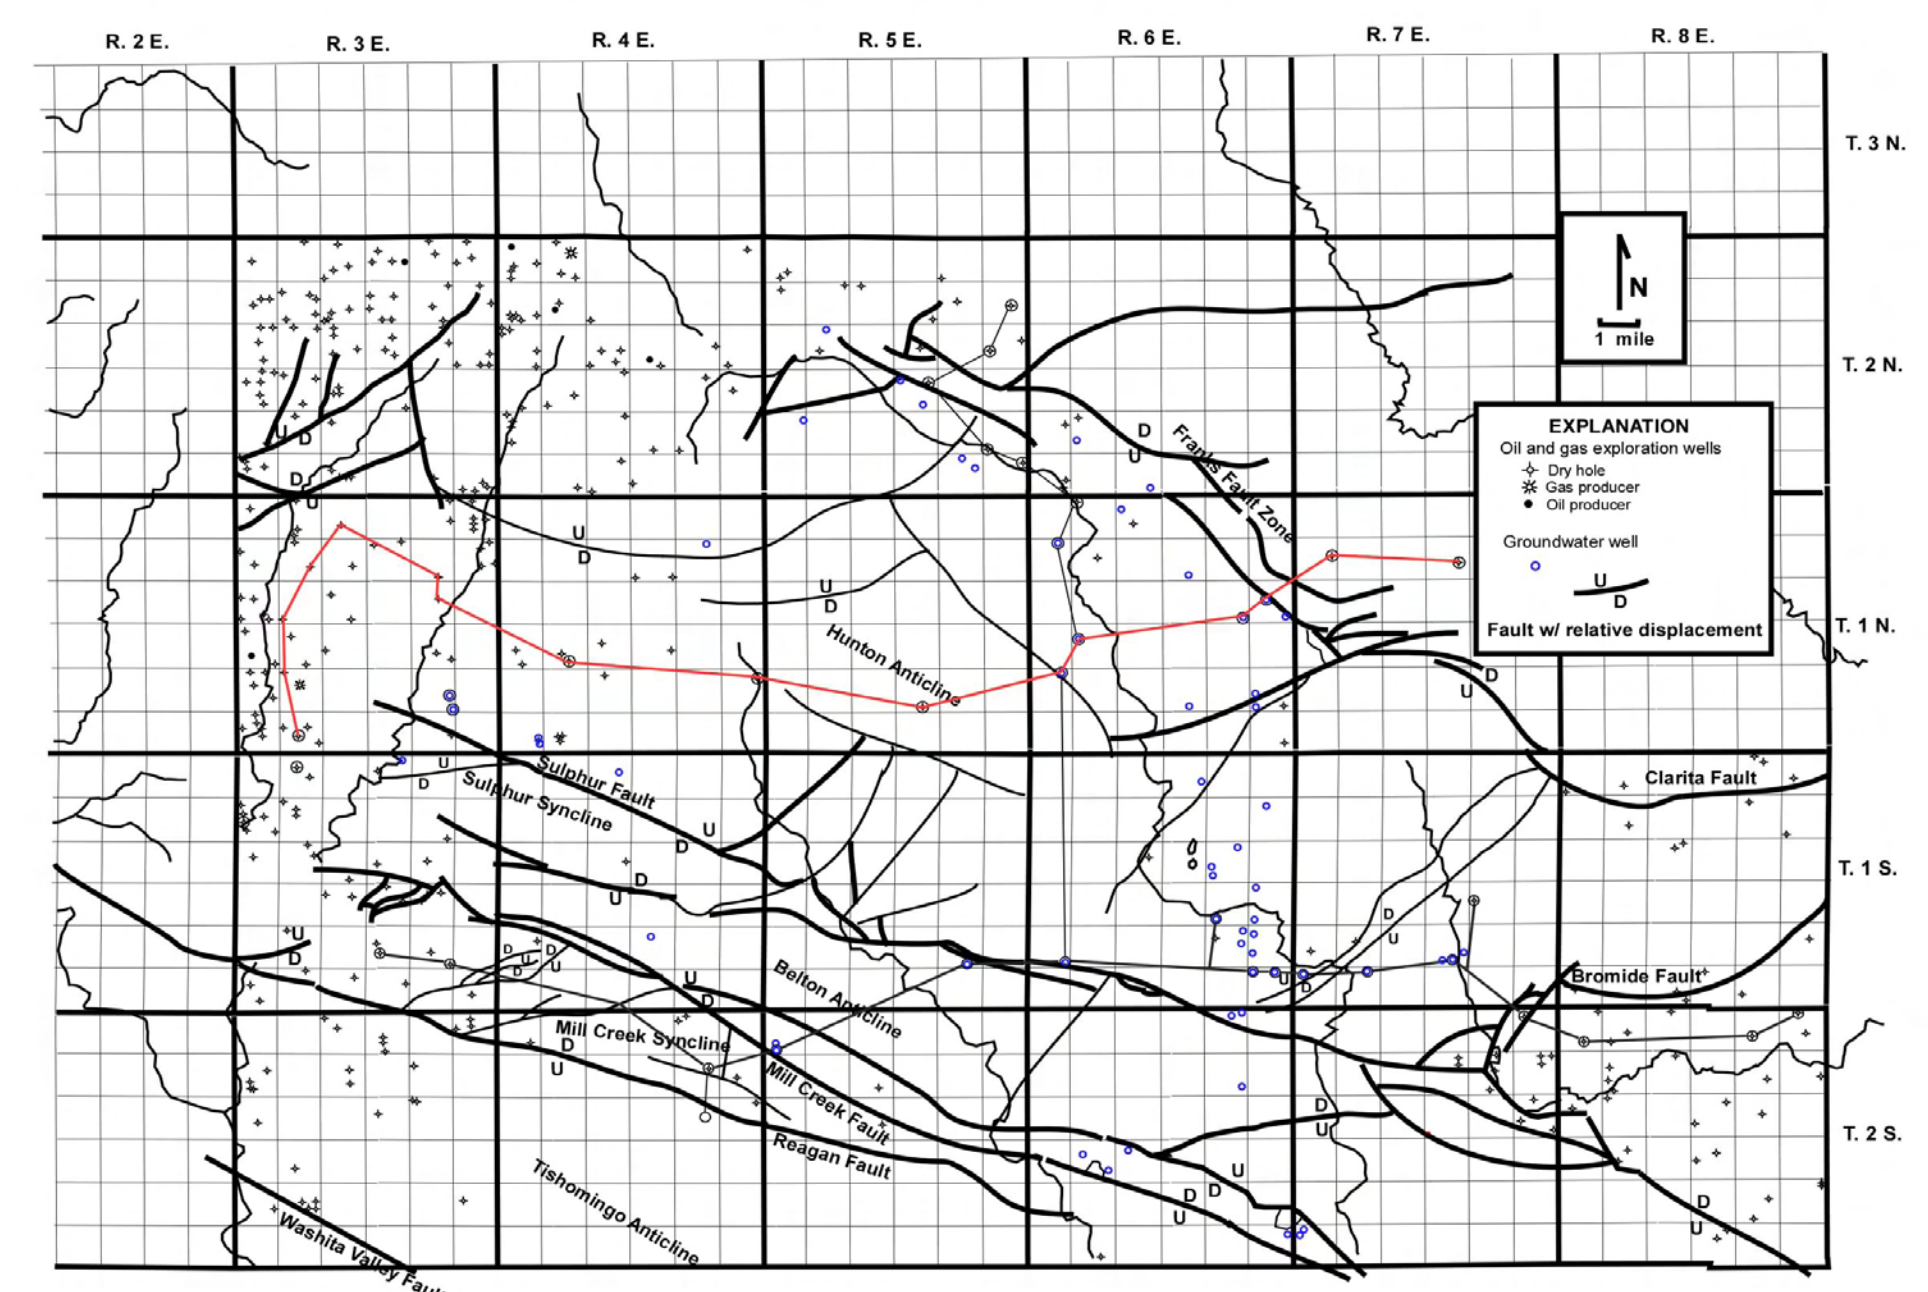 R. 2 E.
R. 3 E.
R. 4 E.
R. 5 E.
R. 6 E.
R. 7 E.
R. 8 E.
T. 3 N.
N
1 mile
T. 2 N.
EXPLANATION
Oil and gas exploration wells
Dry hole
Gas producer
Oil producer
Groundwater well
U
D
Fault w/ relative displacement
U
D
D
U
D
U
Franks Fault Zone
U
D
U
D
T. 1 N.
Hunton Anticline
D
U
U
D
Sulphur Fault
Sulphur Syncline
Clarita Fault
U
D
T. 1 S.
D
U
D
U
U
D
D
U
D
D
U
U
D
Belton Anticline
U
D
Bromide Fault
Mill Creek Syncline
D
U
Mill Creek Fault
D
U
T. 2 S.
Reagan Fault
Tishomingo Anticline
U
D
D
U
D
U
Washita Valley Faul